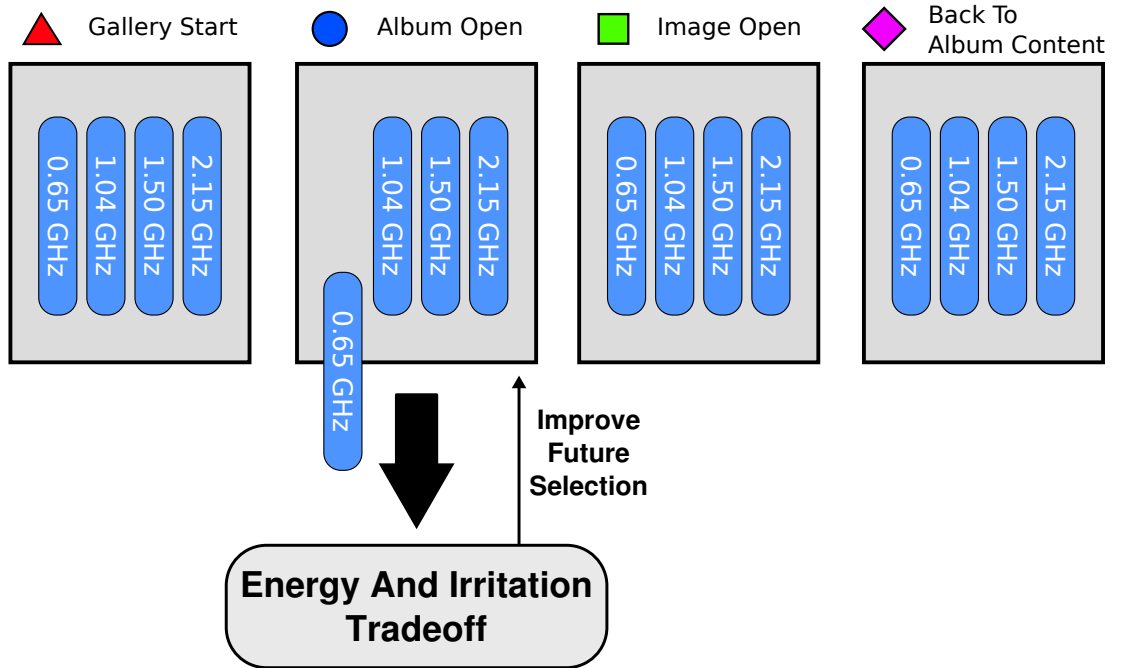 Gallery Start
Album Open
Image Open
Back To
Album Content
0.65 GHz
1.04 GHz
1.50 GHz
2.15 GHz
0.65 GHz
1.04 GHz
1.50 GHz
2.15 GHz
0.65 GHz
1.04 GHz
1.50 GHz
2.15 GHz
0.65 GHz
1.04 GHz
1.50 GHz
2.15 GHz
Improve
Future
Selection
Energy And Irritation
Tradeoff